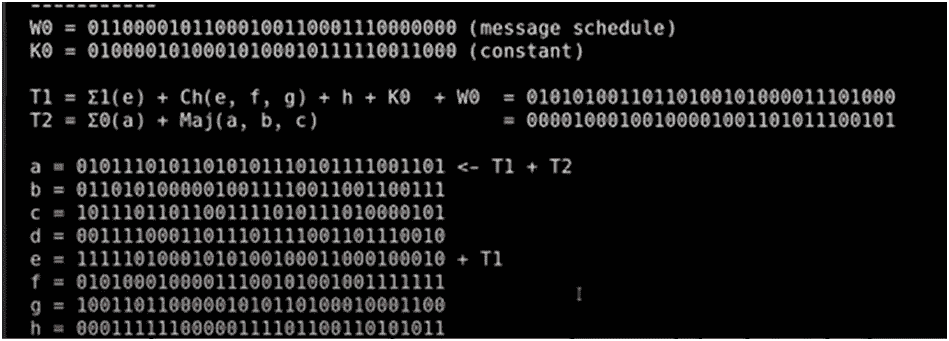 -----------
W0 = 01100001011000100110001110000000 (message schedule)
K0 = 01000010100010100010111110011000 (constant)
T1 = Σ1(e) + Ch(e, f, g) + h + K0 + W0 = 01010100110110100101000011101000
T2 = Σ0(a) + Maj(a, b, c) = 00001000100100001001101011100101
a = 01011101011010101110101111001101 <- T1 + T2
b = 01101010000010011110011001100111
c = 10111011011001111010111010000101
d = 00111100011011101111001101110010
e = 11111010001010100100011000100010 + T1
f = 01010001000011100101001001111111
g = 10011011000001010110100010001100
h = 00011111100000111101100110101011